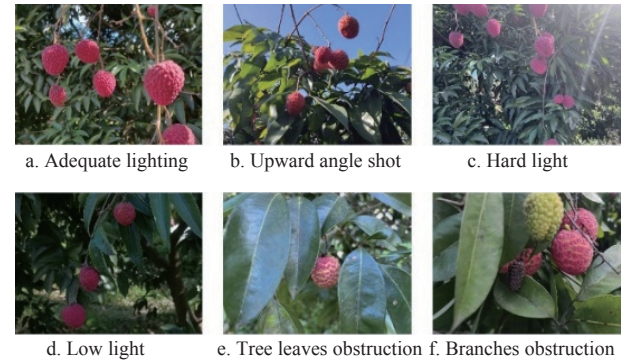 a. Adequate lighting
b. Upward angle shot
c. Hard light
d. Low light
e. Tree leaves obstruction
f. Branches obstruction